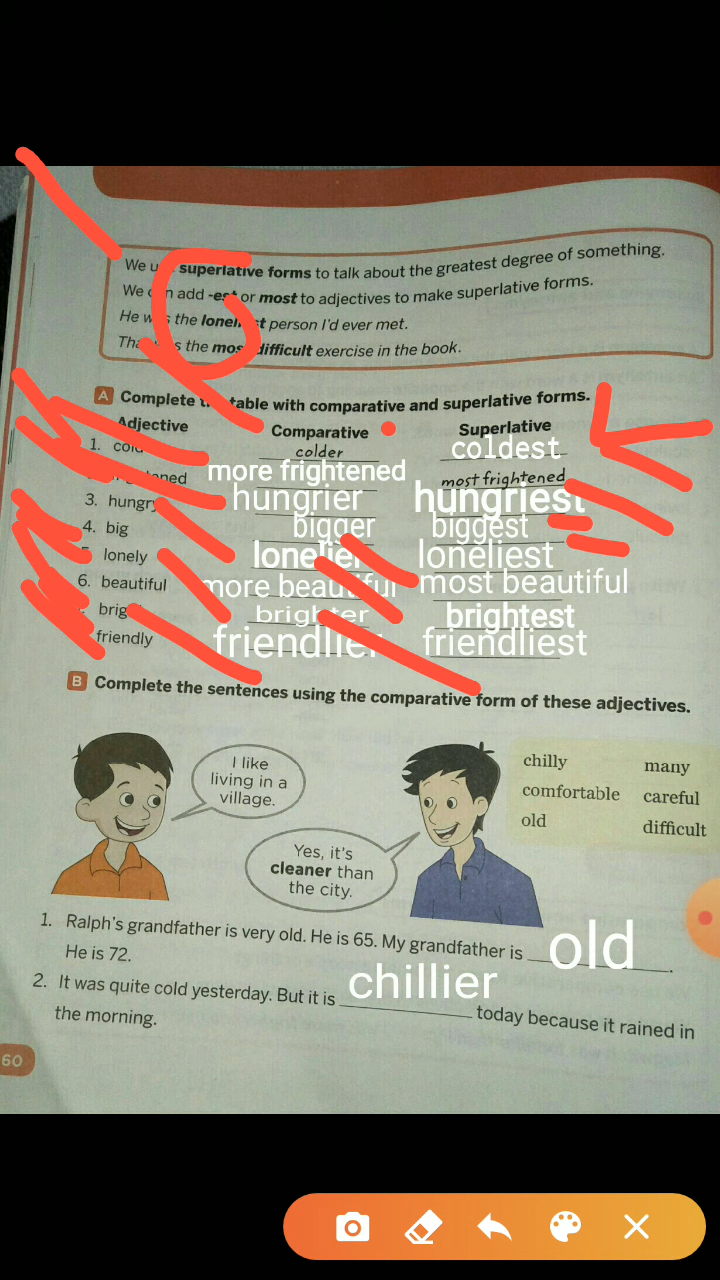 We superlative forms to talk about the greatest degree of something.
We add -est or most to adjectives to make superlative forms.
He was the loneliest person I'd ever met.
the most difficult exercise in the book.
A Complete table with comparative and superlative forms.
Adjective Comparative Superlative
1. cold colder coldest
more frightened most frightened
3. hungry hungrier hungriest
4. big bigger biggest
lonely lonelier loneliest
6. beautiful more beautiful most beautiful
brighter brightest
friendly friendlier friendliest
B Complete the sentences using the comparative form of these adjectives.
I like
living in a
village.
Yes, it's
cleaner than
the city.
chilly many
comfortable careful
old difficult
1. Ralph's grandfather is very old. He is 65. My grandfather is old.
He is 72.
2. It was quite cold yesterday. But it is chillier today because it rained in
the morning.
60